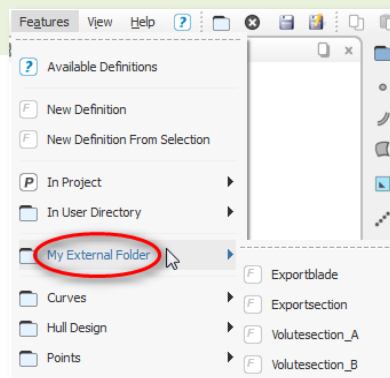 Features View Help ?
? Available Definitions
F New Definition
F New Definition From Selection
P In Project
In User Directory
My External Folder
F Exportblade
Curves
F Exportsection
Hull Design
F Volutesection_A
Points
F Volutesection_B